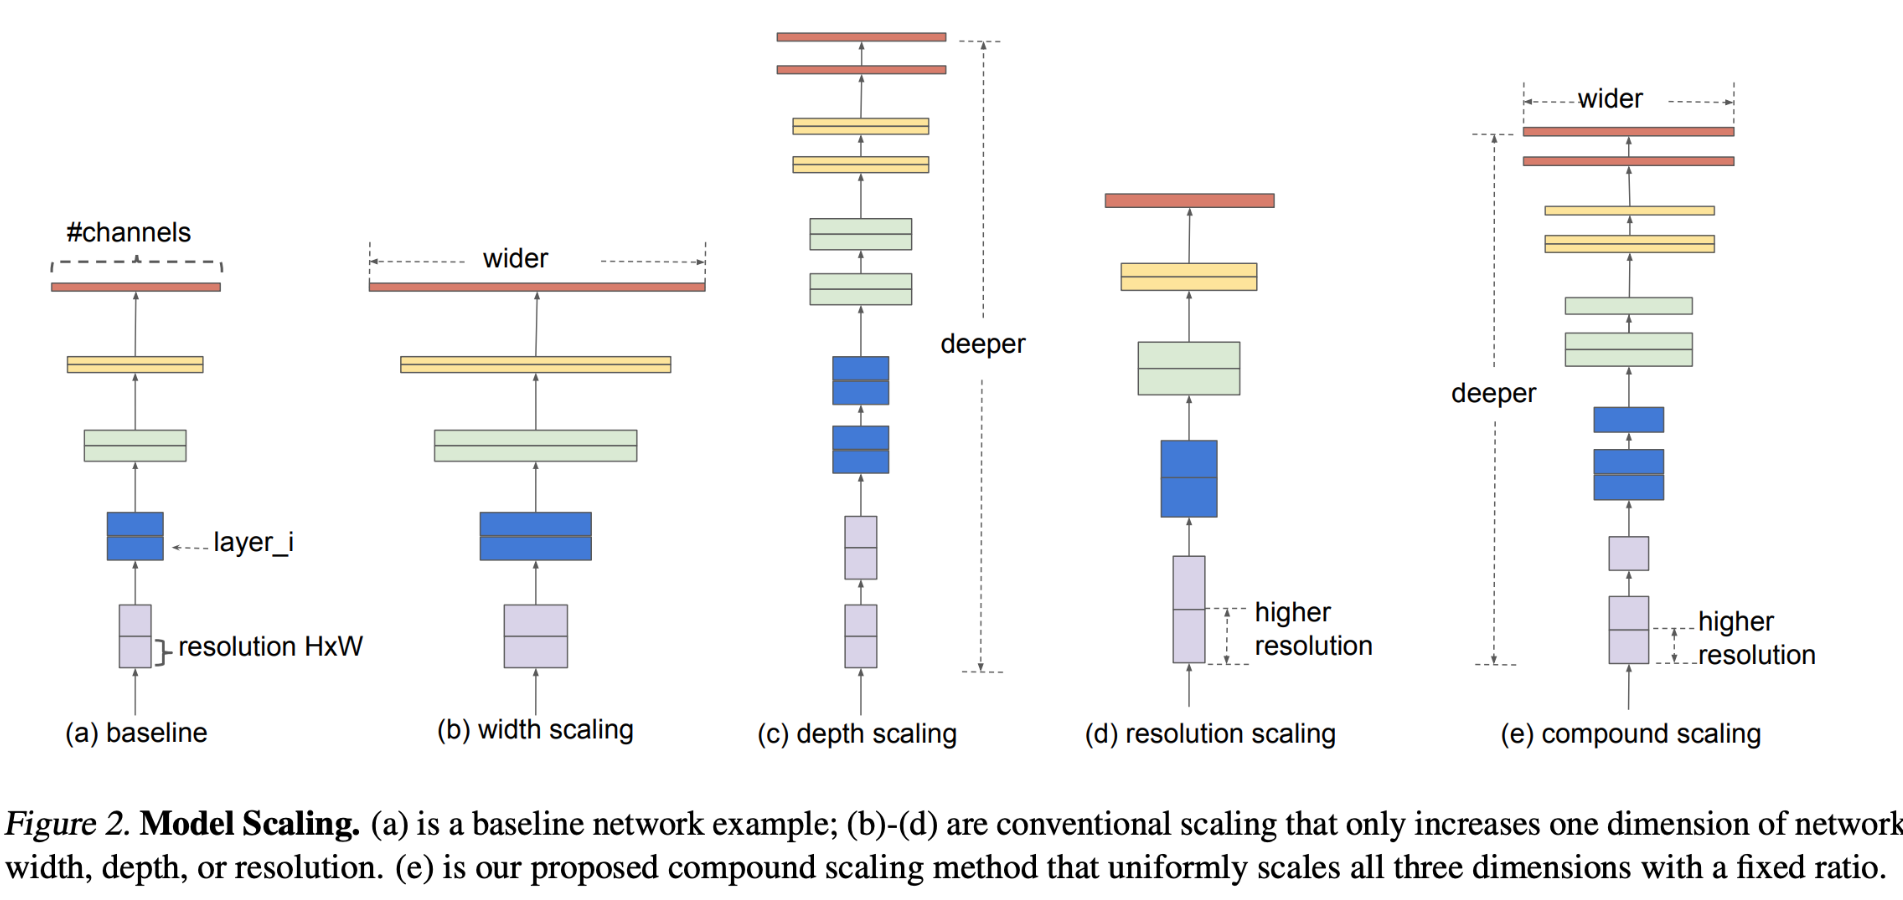 #channels
layer_i
resolution HxW
(a) baseline
wider
(b) width scaling
deeper
(c) depth scaling
higher
resolution
(d) resolution scaling
wider
deeper
higher
resolution
(e) compound scaling
Figure 2. Model Scaling. (a) is a baseline network example; (b)-(d) are conventional scaling that only increases one dimension of network
width, depth, or resolution. (e) is our proposed compound scaling method that uniformly scales all three dimensions with a fixed ratio.